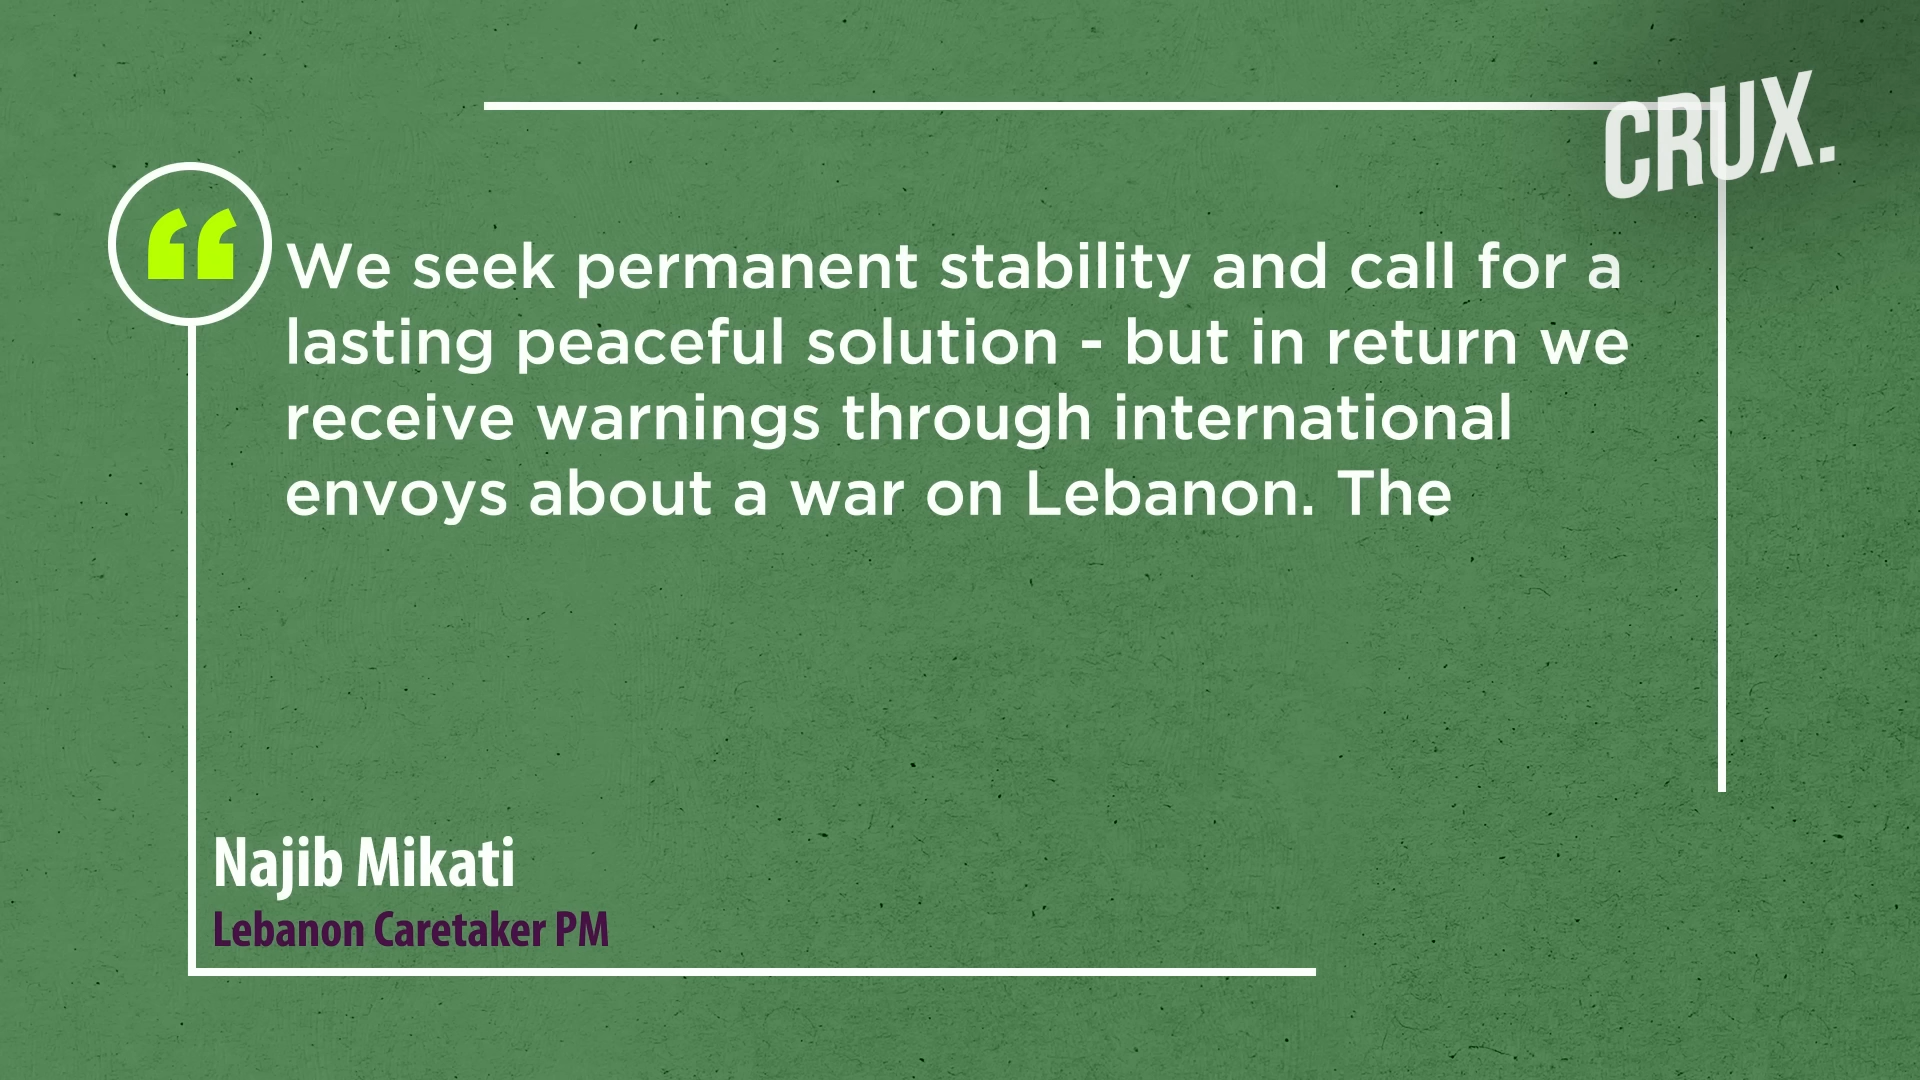 CRUX.
We seek permanent stability and call for a
lasting peaceful solution - but in return we
receive warnings through international
envoys about a war on Lebanon. The
Najib Mikati
Lebanon Caretaker PM